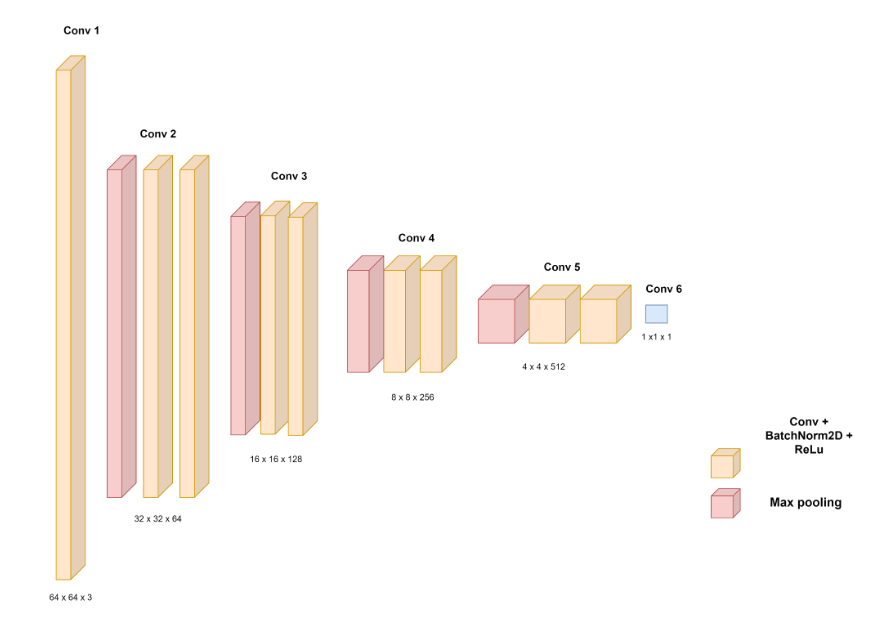 Conv 1
Conv 2
Conv 3
Conv 4
Conv 5
Conv 6
1 x1 x 1
4 x 4 x 512
8 x 8 x 256
16 x 16 x 128
32 x 32 x 64
64 x 64 x 3
Conv +
BatchNorm2D +
ReLu
Max pooling